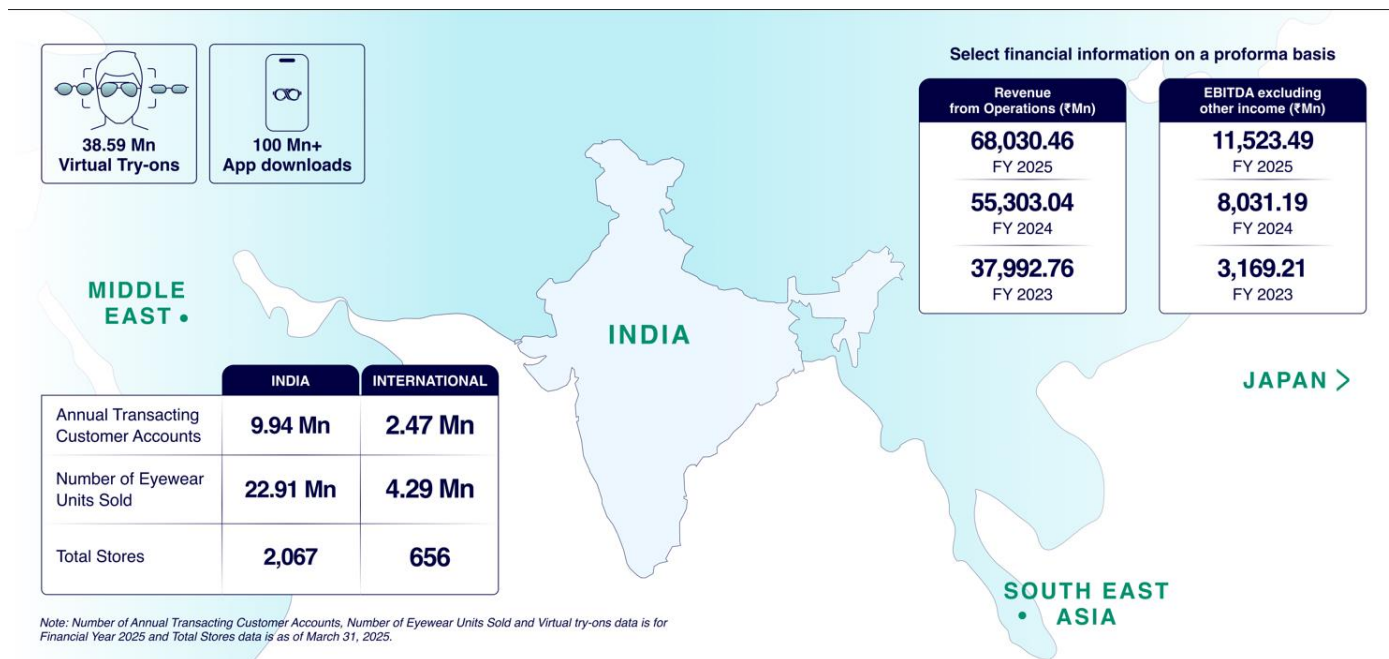 38.59 Mn
Virtual Try-ons
100 Mn+
App downloads
Select financial information on a proforma basis
Revenue
from Operations (₹Mn)
68,030.46
FY 2025
55,303.04
FY 2024
37,992.76
FY 2023
EBITDA excluding
other income (₹Mn)
11,523.49
FY 2025
8,031.19
FY 2024
3,169.21
FY 2023
MIDDLE
EAST
INDIA
JAPAN
INDIA INTERNATIONAL
Annual Transacting
Customer Accounts
9.94 Mn 2.47 Mn
Number of Eyewear
Units Sold
22.91 Mn 4.29 Mn
Total Stores 2,067 656
SOUTH EAST
ASIA
Note: Number of Annual Transacting Customer Accounts, Number of Eyewear Units Sold and Virtual try-ons data is for
Financial Year 2025 and Total Stores data is as of March 31, 2025.